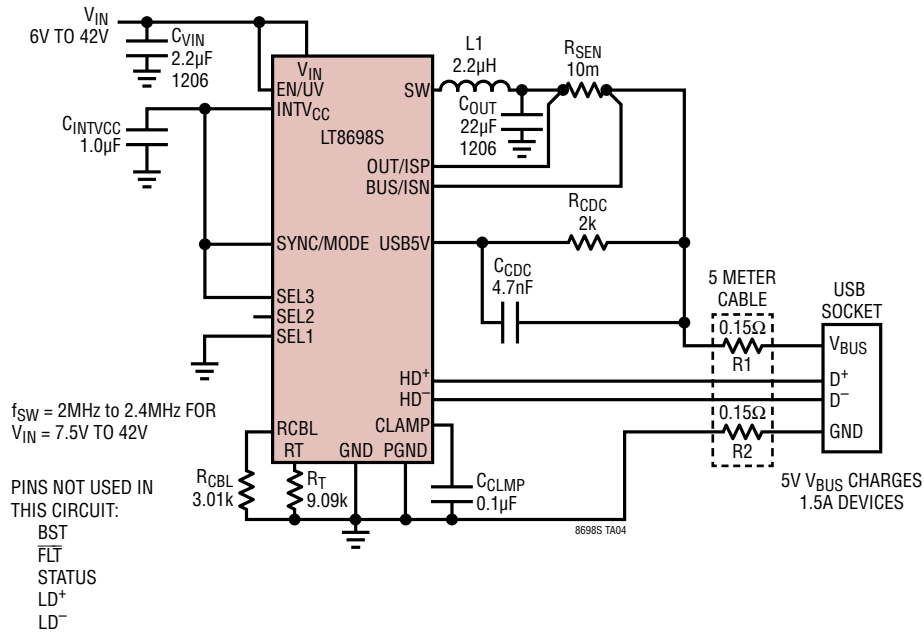 V_IN
6V TO 42V
C_VIN
2.2µF
1206
C_INTVCC
1.0µF
V_IN
EN/UV
INTV_CC
LT8698S
SYNC/MODE
SEL3
SEL2
SEL1
RCBL
RT
GND
PGND
SW
OUT/ISP
BUS/ISN
USB5V
HD⁺
HD⁻
CLAMP
L1
2.2µH
C_OUT
22µF
1206
R_SEN
10m
R_CDC
2k
C_CDC
4.7nF
5 METER
CABLE
0.15Ω
R1
0.15Ω
R2
USB
SOCKET
V_BUS
D⁺
D⁻
GND
5V V_BUS CHARGES
1.5A DEVICES
f_SW = 2MHz to 2.4MHz FOR
V_IN = 7.5V TO 42V
R_CBL
3.01k
R_T
9.09k
C_CLMP
0.1µF
8698S TA04
PINS NOT USED IN
THIS CIRCUIT:
BST
F̅L̅T̅
STATUS
LD⁺
LD⁻